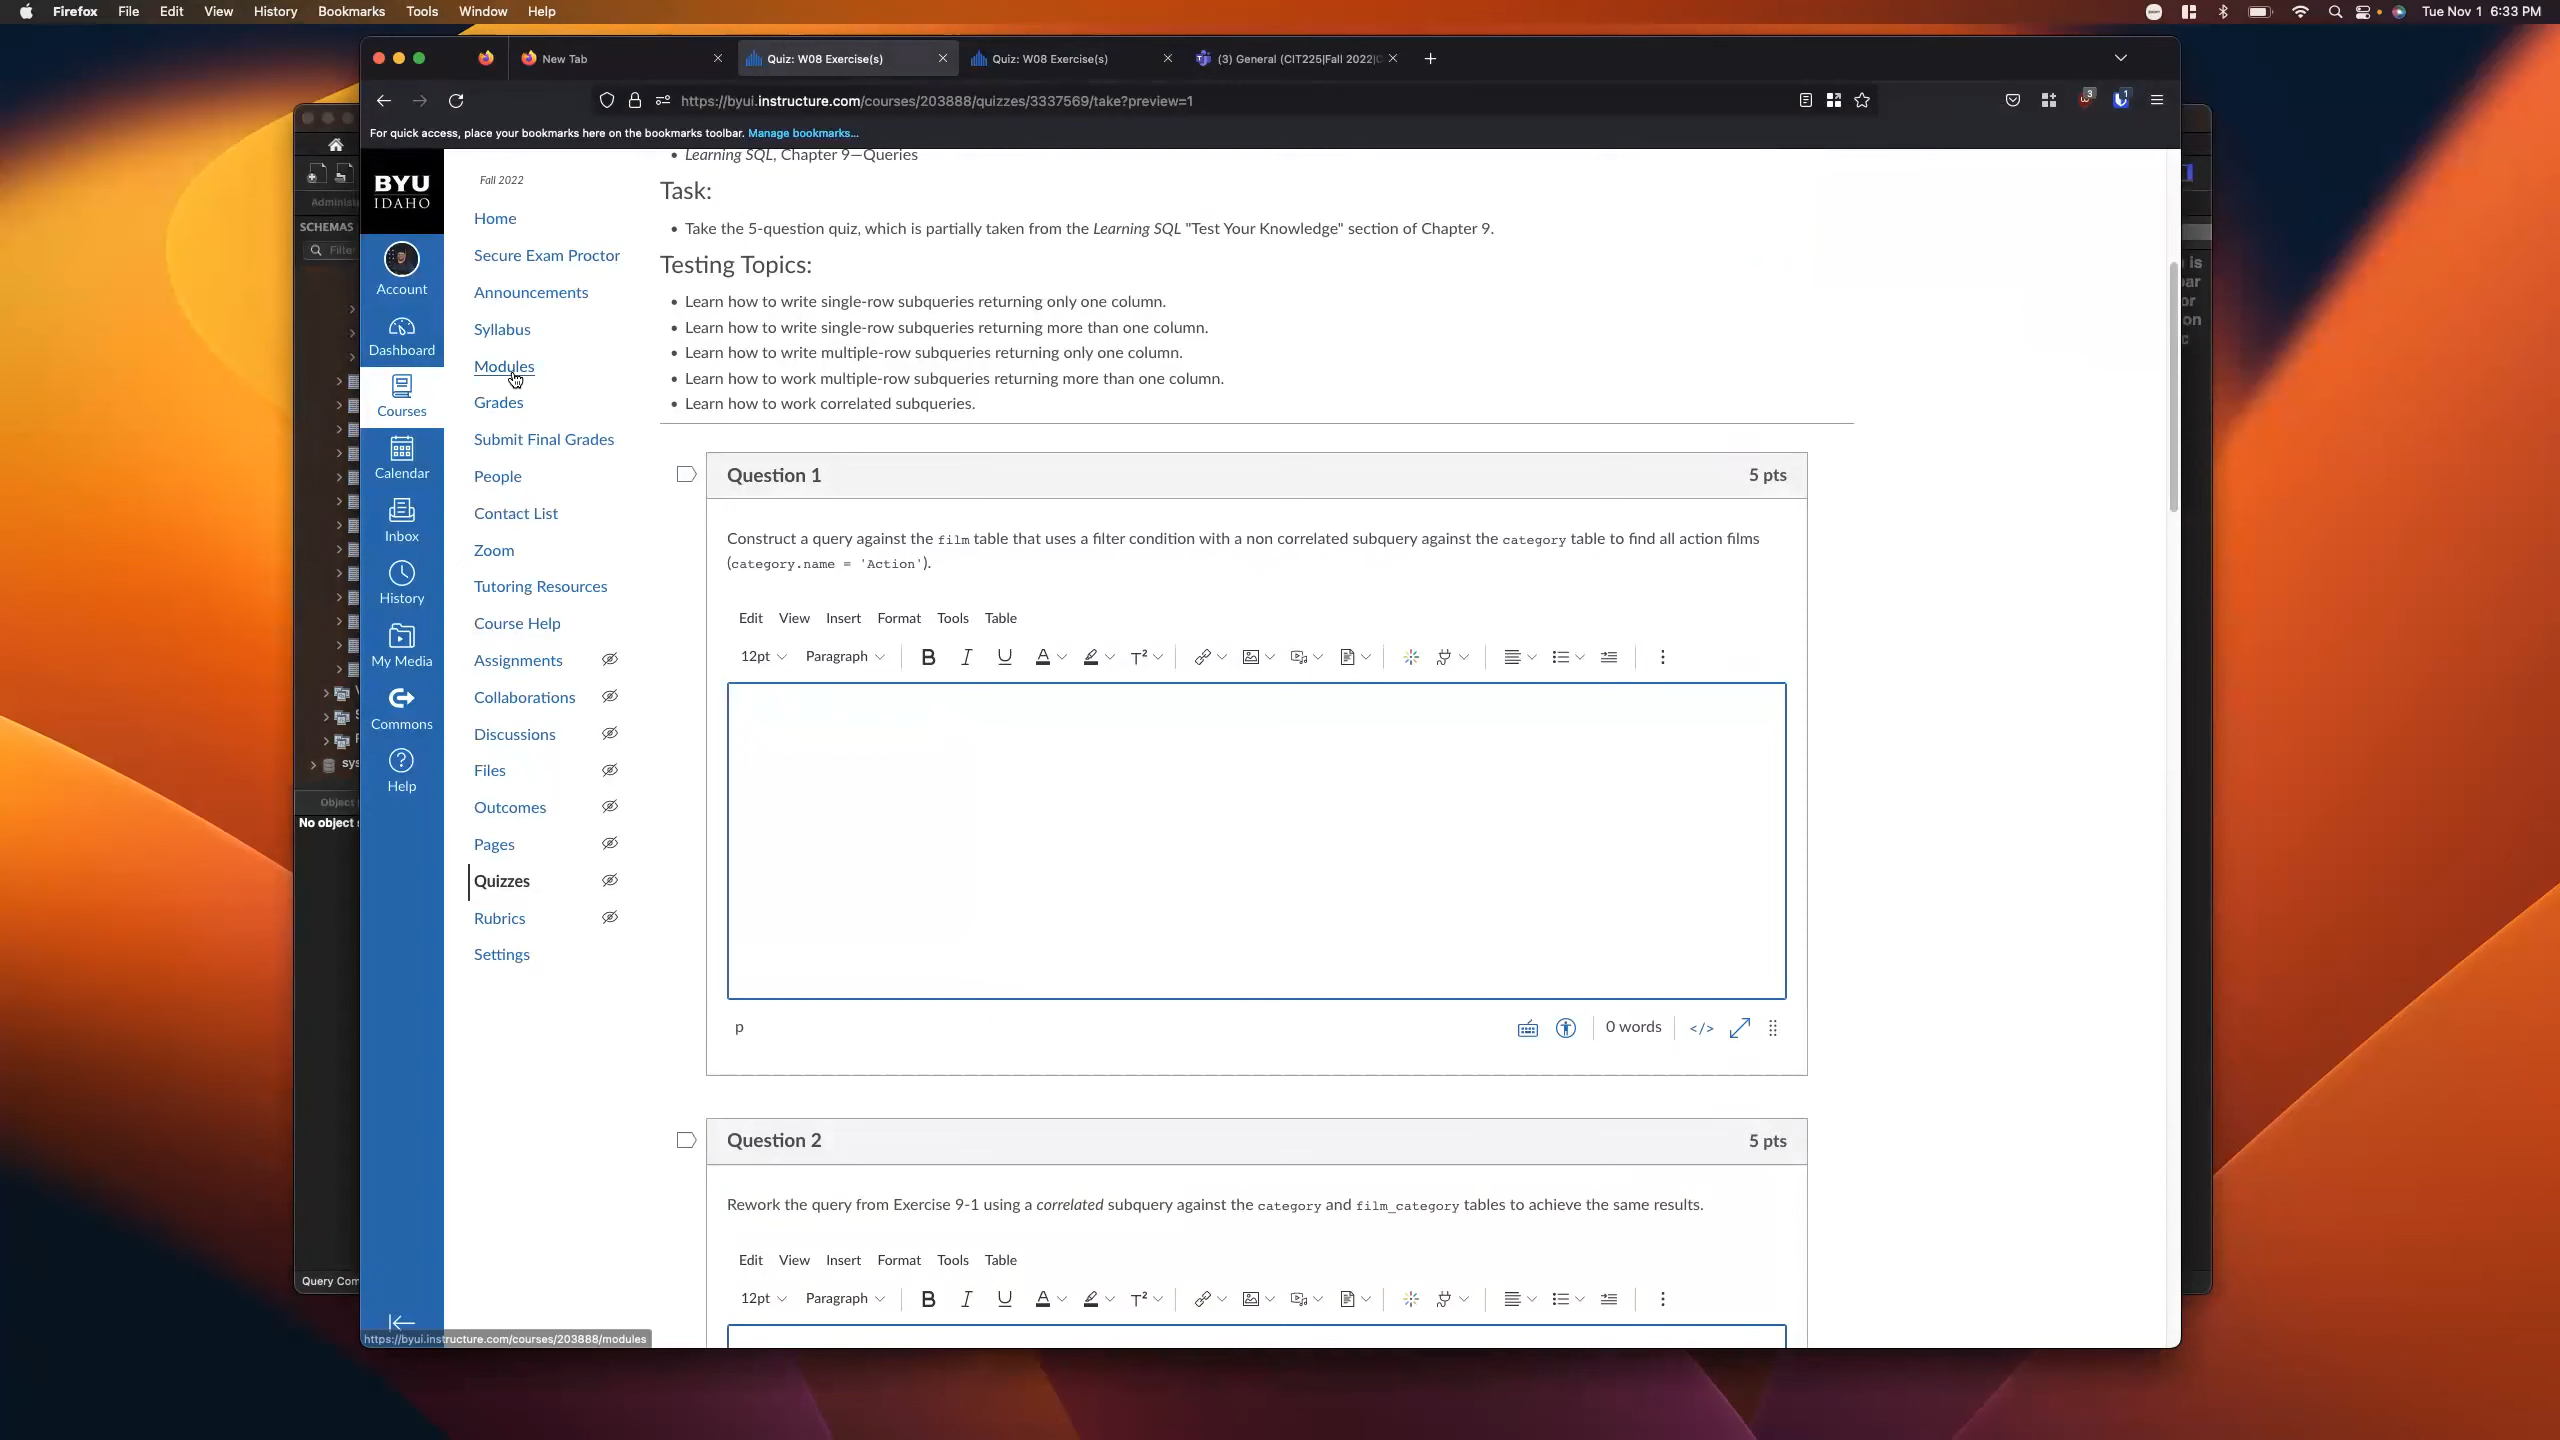 Firefox File Edit View History Bookmarks Tools Window Help
Tue Nov 1 6:33 PM
New Tab
Quiz: W08 Exercise(s)
Quiz: W08 Exercise(s)
(3) General (CIT225|Fall 2022|
https://byui.instructure.com/courses/203888/quizzes/3337569/take?preview=1
3
1
For quick access, place your bookmarks here on the bookmarks toolbar. Manage bookmarks...
Adminis
SCHEMAS
Filte
sys
Object
No object s
Query Com
BYU
IDAHO
Account
Dashboard
Courses
Calendar
Inbox
History
My Media
Commons
Help
Fall 2022
Home
Secure Exam Proctor
Announcements
Syllabus
Modules
Grades
Submit Final Grades
People
Contact List
Zoom
Tutoring Resources
Course Help
Assignments
Collaborations
Discussions
Files
Outcomes
Pages
Quizzes
Rubrics
Settings
https://byui.instructure.com/courses/203888/modules
• Learning SQL, Chapter 9—Queries
Task:
• Take the 5-question quiz, which is partially taken from the Learning SQL "Test Your Knowledge" section of Chapter 9.
Testing Topics:
• Learn how to write single-row subqueries returning only one column.
• Learn how to write single-row subqueries returning more than one column.
• Learn how to write multiple-row subqueries returning only one column.
• Learn how to work multiple-row subqueries returning more than one column.
• Learn how to work correlated subqueries.
Question 1 5 pts
Construct a query against the film table that uses a filter condition with a non correlated subquery against the category table to find all action films
(category.name = 'Action').
Edit View Insert Format Tools Table
12pt Paragraph B I U A T²
p 0 words </>
Question 2 5 pts
Rework the query from Exercise 9-1 using a correlated subquery against the category and film_category tables to achieve the same results.
Edit View Insert Format Tools Table
12pt Paragraph B I U A T²
is
or
on